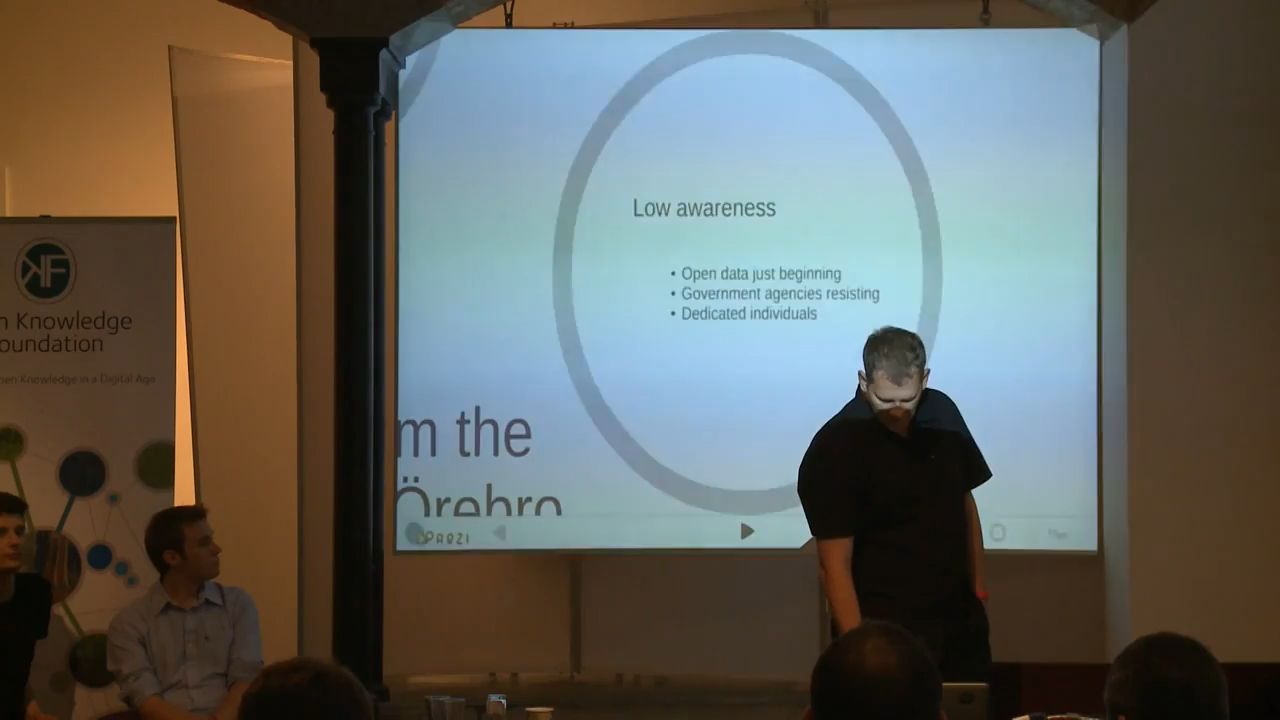 KF
n Knowledge
oundation
pen Knowledge in a Digital Age
Low awareness
• Open data just beginning
• Government agencies resisting
• Dedicated individuals
m the
Örebro
PREZI